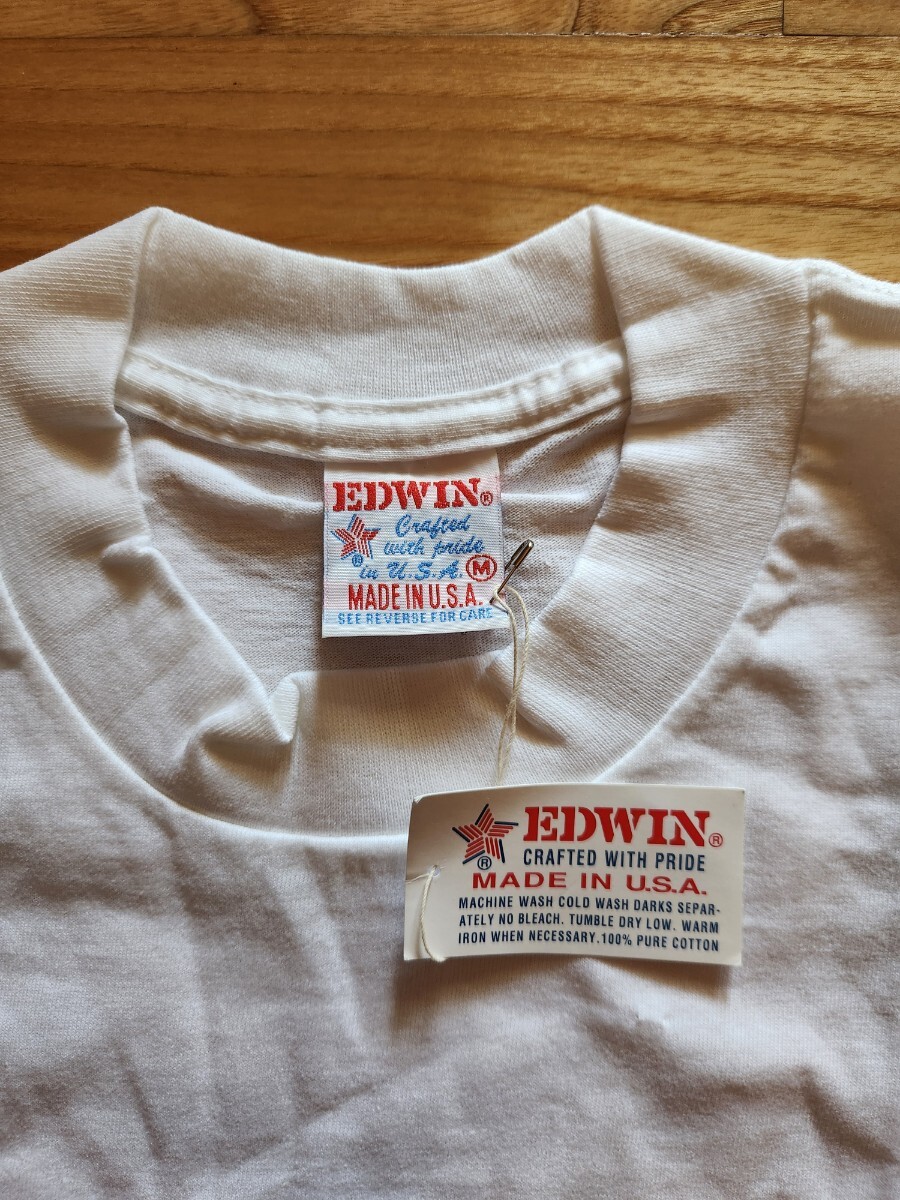 EDWIN®
Crafted
with pride
®
in U.S.A. M
MADE IN U.S.A.
SEE REVERSE FOR CARE
EDWIN®
®
CRAFTED WITH PRIDE
MADE IN U.S.A.
MACHINE WASH COLD WASH DARKS SEPAR-
ATELY NO BLEACH. TUMBLE DRY LOW. WARM
IRON WHEN NECESSARY.100% PURE COTTON